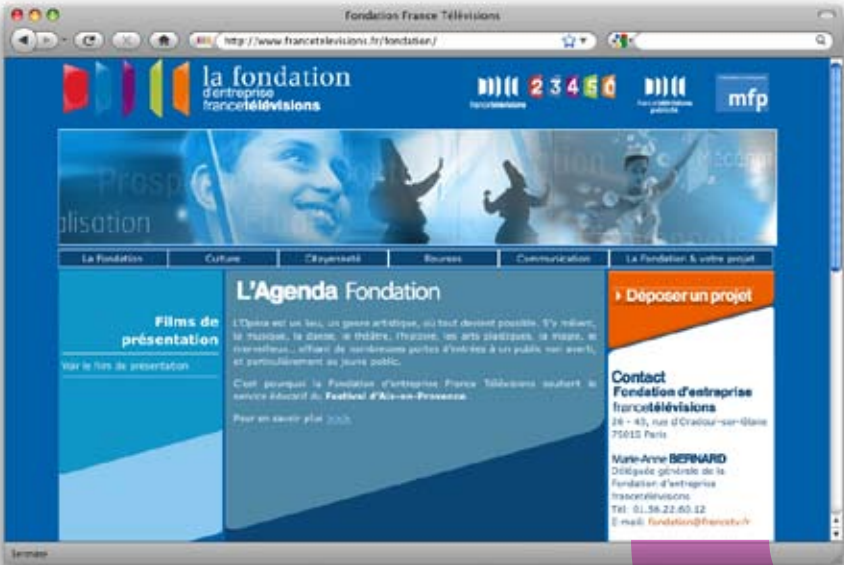 Fondation France Télévisions
http://www.francetelevisions.fr/fondation/
la fondation
d'entreprise
francetélévisions
2 3 4 5 ô
francetélévisions
francetélévisions
publicité
mfp
Prosp
alisation
La Fondation
Culture
Citoyenneté
Bourses
Communication
La Fondation & votre projet
Films de
présentation
Voir le film de présentation
L'Agenda Fondation
L'Opéra est un lieu, un genre artistique, où tout devient possible. S'y mêlent,
la musique, la danse, le théâtre, l'histoire, les arts plastiques, la magie, le
merveilleux... offrant de nombreuses portes d'entrées à un public non averti,
et particulièrement au jeune public.
C'est pourquoi la Fondation d'entreprise France Télévisions soutient le
service éducatif du Festival d'Aix-en-Provence.
Pour en savoir plus
Déposer un projet
Contact
Fondation d'entreprise
francetélévisions
26 - 45, rue d'Oradour-sur-Glane
75015 Paris
Marie-Anne BERNARD
Déléguée générale de la
Fondation d'entreprise
francetélévisions
Tél: 01.56.22.60.12
E-mail: fondation@francetv.fr
Terminé